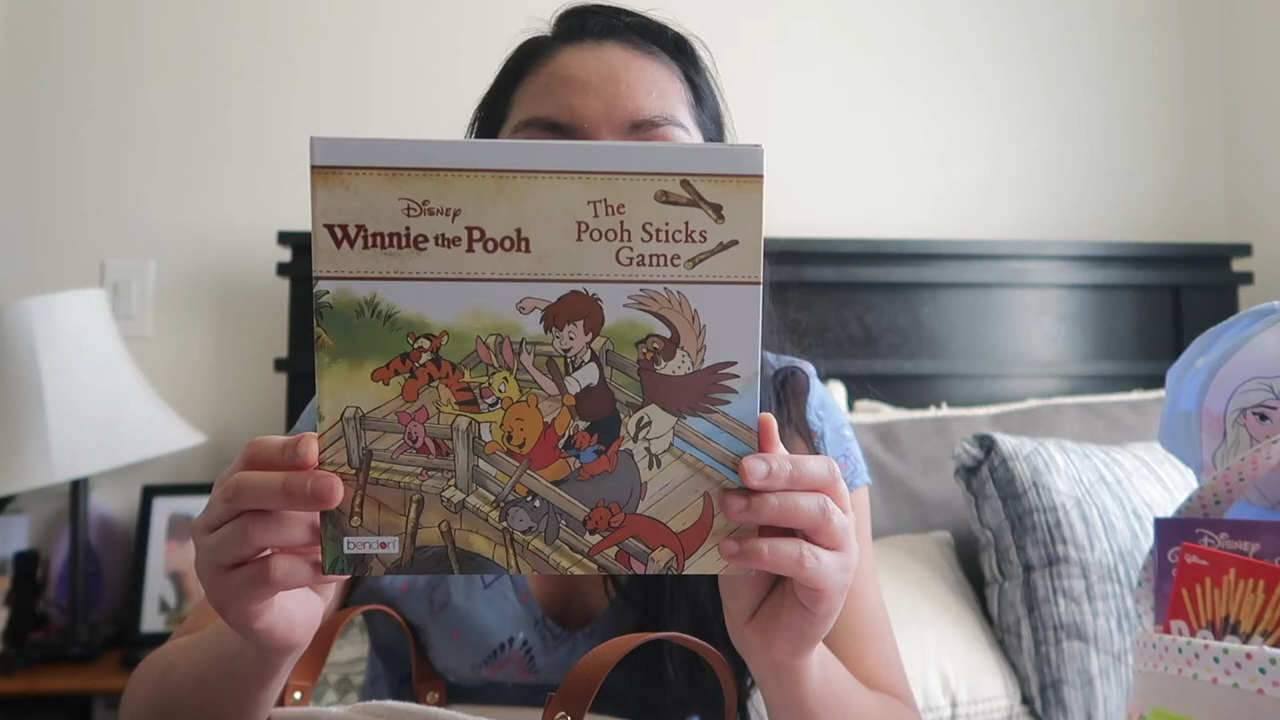 Disney
Winnie the Pooh
The
Pooh Sticks
Game
bendon
Disney